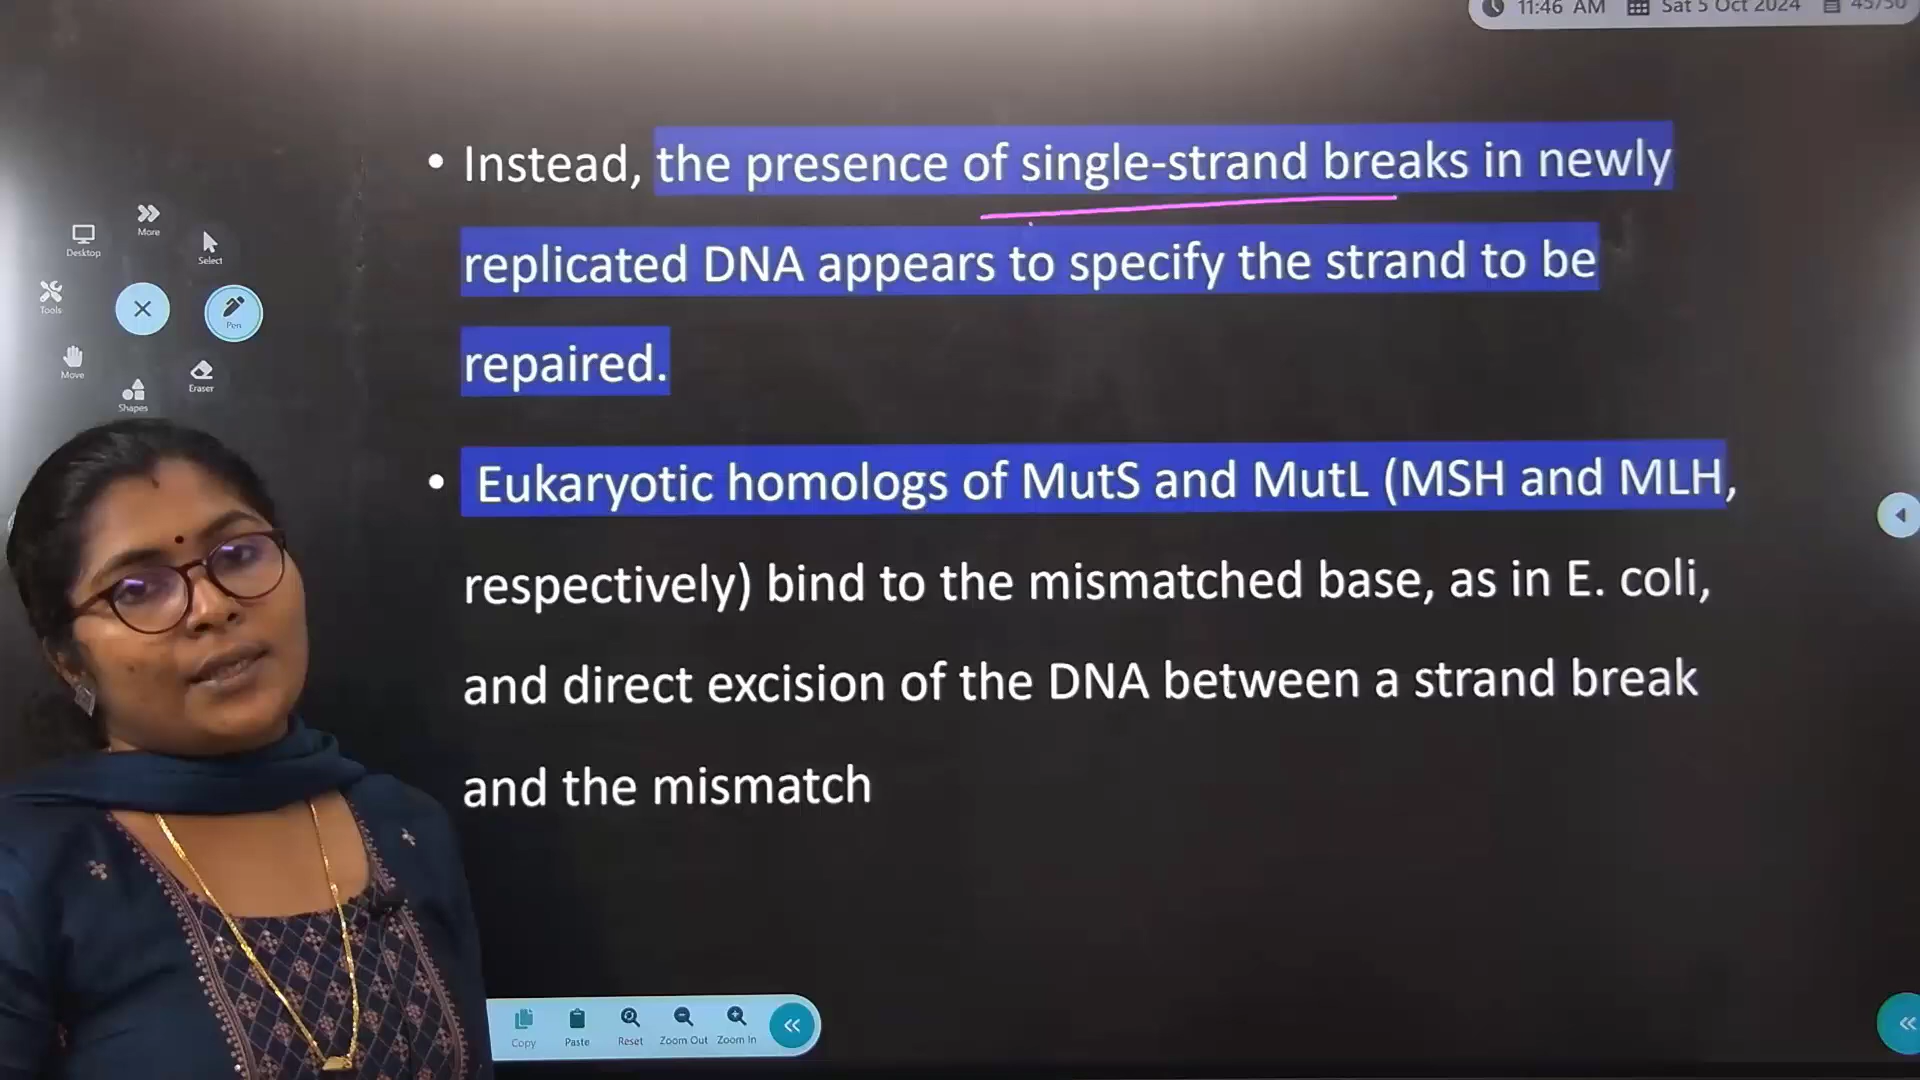 11:46 AM Sat 5 Oct 2024 45/50
• Instead, the presence of single-strand breaks in newly
replicated DNA appears to specify the strand to be
repaired.
• Eukaryotic homologs of MutS and MutL (MSH and MLH,
respectively) bind to the mismatched base, as in E. coli,
and direct excision of the DNA between a strand break
and the mismatch
More
Desktop
Select
Tools
Pen
Move
Eraser
Shapes
Copy Paste Reset Zoom Out Zoom In